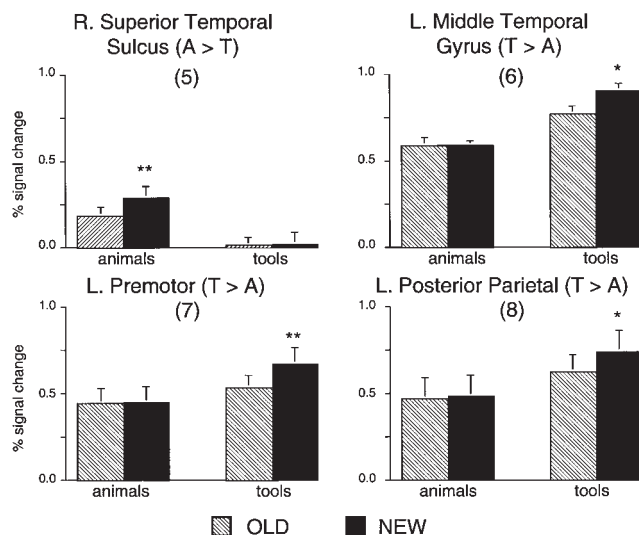 R. Superior Temporal
Sulcus (A > T)
(5)
% signal change
1.0
0.5
0.0
**
animals
tools
L. Middle Temporal
Gyrus (T > A)
(6)
1.0
0.5
0.0
*
animals
tools
L. Premotor (T > A)
(7)
% signal change
1.0
0.5
0.0
**
animals
tools
L. Posterior Parietal (T > A)
(8)
1.0
0.5
0.0
*
animals
tools
OLD
NEW